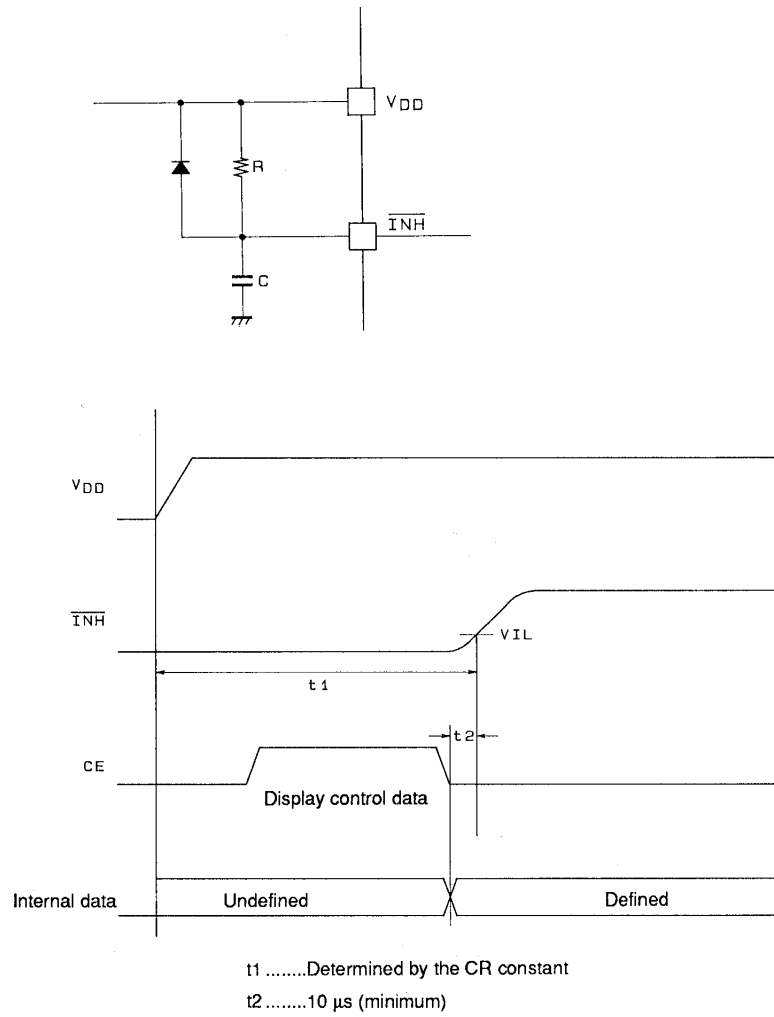 VDD
R
INH
C
VDD
INH
VIL
t1
t2
CE
Display control data
Internal data Undefined Defined
t1 ........Determined by the CR constant
t2 ........10 μs (minimum)